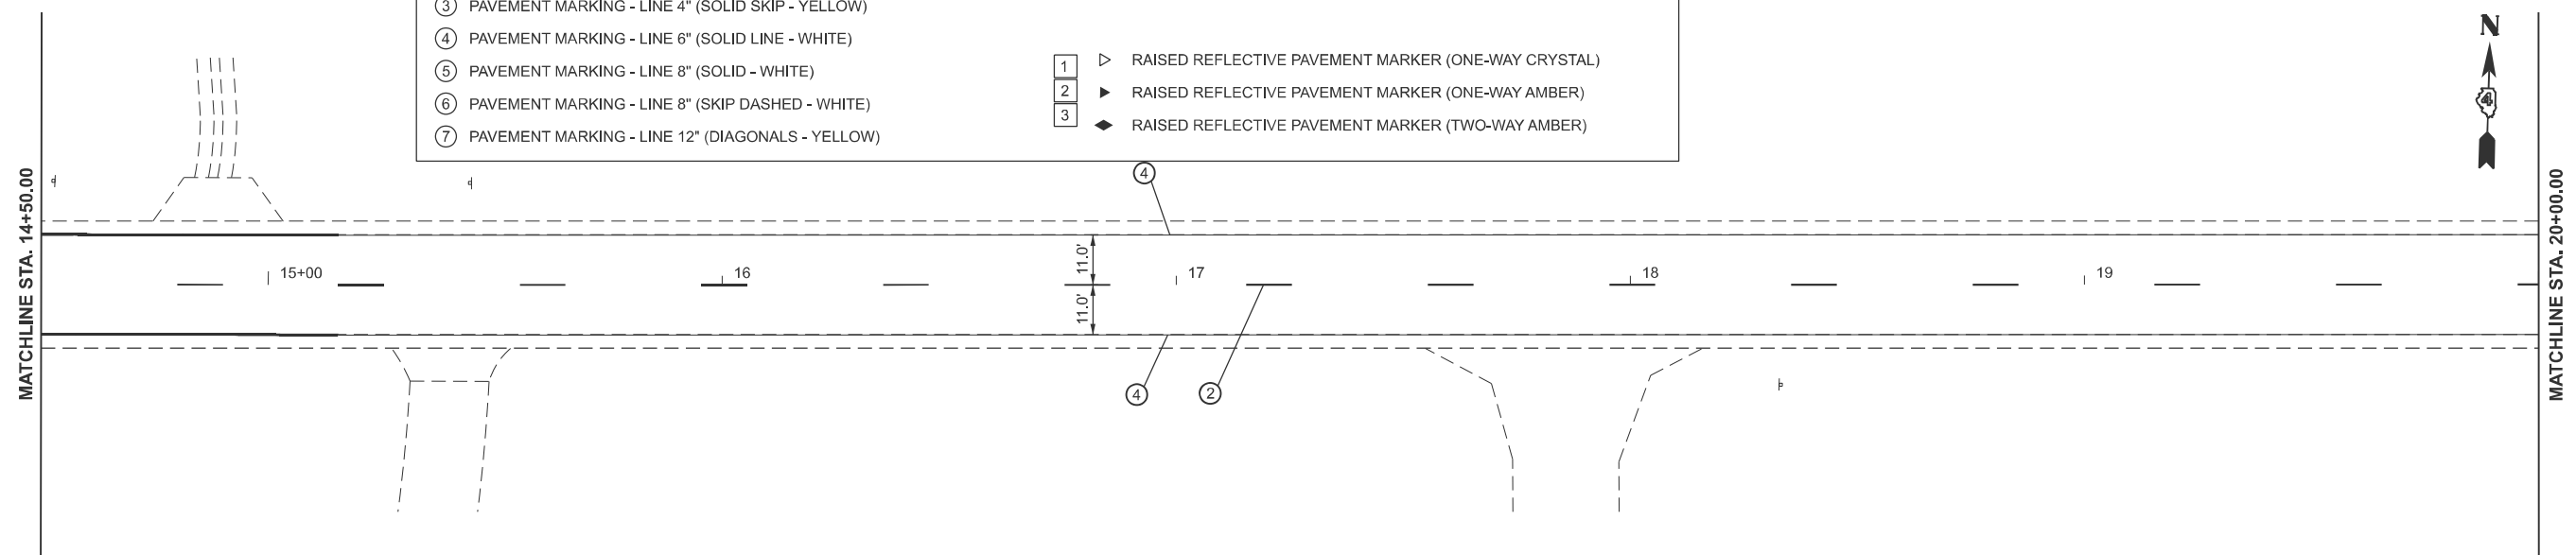 ③ PAVEMENT MARKING - LINE 4" (SOLID SKIP - YELLOW)
④ PAVEMENT MARKING - LINE 6" (SOLID LINE - WHITE)
⑤ PAVEMENT MARKING - LINE 8" (SOLID - WHITE)
⑥ PAVEMENT MARKING - LINE 8" (SKIP DASHED - WHITE)
⑦ PAVEMENT MARKING - LINE 12" (DIAGONALS - YELLOW)
1 RAISED REFLECTIVE PAVEMENT MARKER (ONE-WAY CRYSTAL)
2 RAISED REFLECTIVE PAVEMENT MARKER (ONE-WAY AMBER)
3 RAISED REFLECTIVE PAVEMENT MARKER (TWO-WAY AMBER)
N
4
MATCHLINE STA. 14+50.00
④
15+00
16
11.0'
11.0'
17
18
19
④
②
MATCHLINE STA. 20+00.00